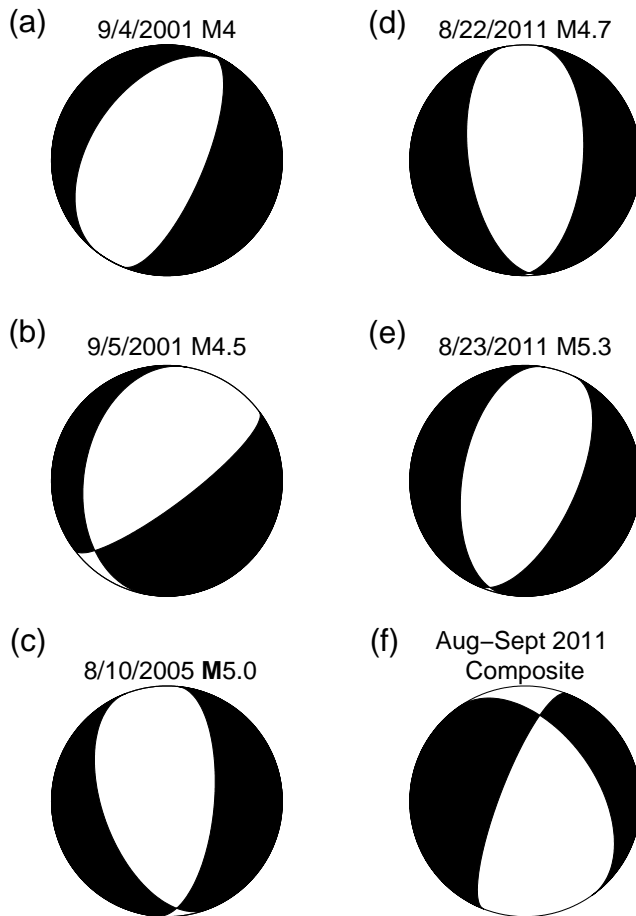 (a)
9/4/2001 M4
(d)
8/22/2011 M4.7
(b)
9/5/2001 M4.5
(e)
8/23/2011 M5.3
(c)
8/10/2005 M5.0
(f)
Aug−Sept 2011
Composite